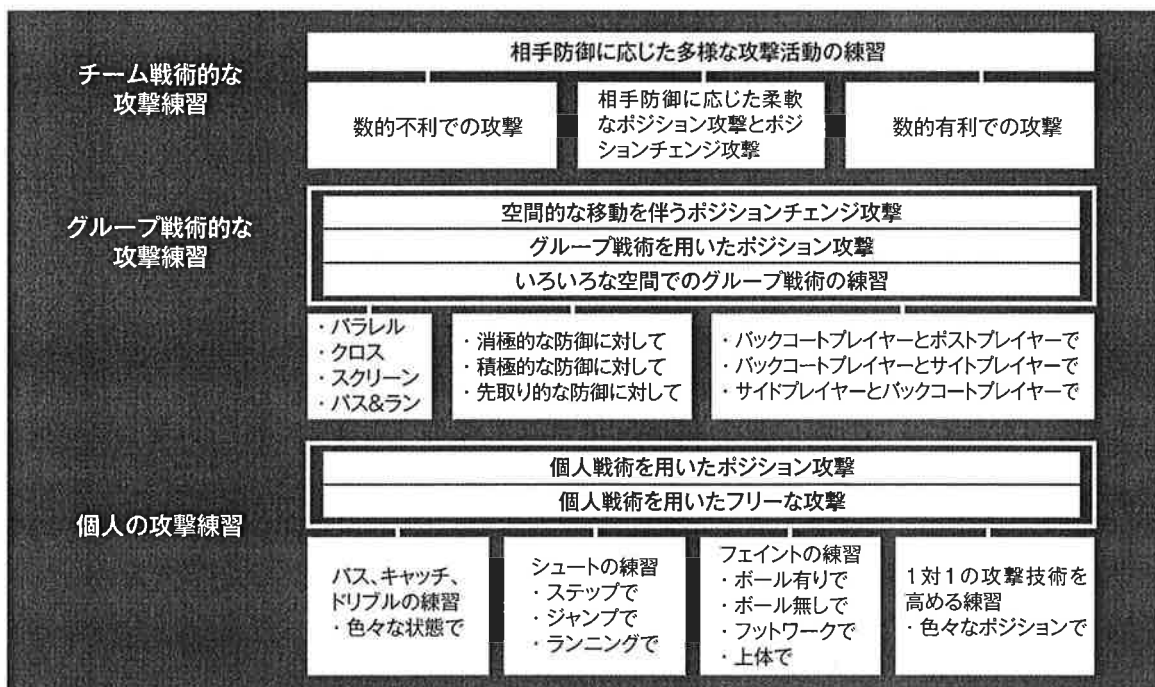 チーム戦術的な
攻撃練習
相手防御に応じた多様な攻撃活動の練習
数的不利での攻撃
相手防御に応じた柔軟
なポジション攻撃とポジ
ションチェンジ攻撃
数的有利での攻撃
グループ戦術的な
攻撃練習
空間的な移動を伴うポジションチェンジ攻撃
グループ戦術を用いたポジション攻撃
いろいろな空間でのグループ戦術の練習
・パラレル
・クロス
・スクリーン
・パス&ラン
・消極的な防御に対して
・積極的な防御に対して
・先取り的な防御に対して
・バックコートプレイヤーとポストプレイヤーで
・バックコートプレイヤーとサイトプレイヤーで
・サイドプレイヤーとバックコートプレイヤーで
個人の攻撃練習
個人戦術を用いたポジション攻撃
個人戦術を用いたフリーな攻撃
パス、キャッチ、
ドリブルの練習
・色々な状態で
シュートの練習
・ステップで
・ジャンプで
・ランニングで
フェイントの練習
・ボール有りで
・ボール無しで
・フットワークで
・上体で
1対1の攻撃技術を
高める練習
・色々なポジションで